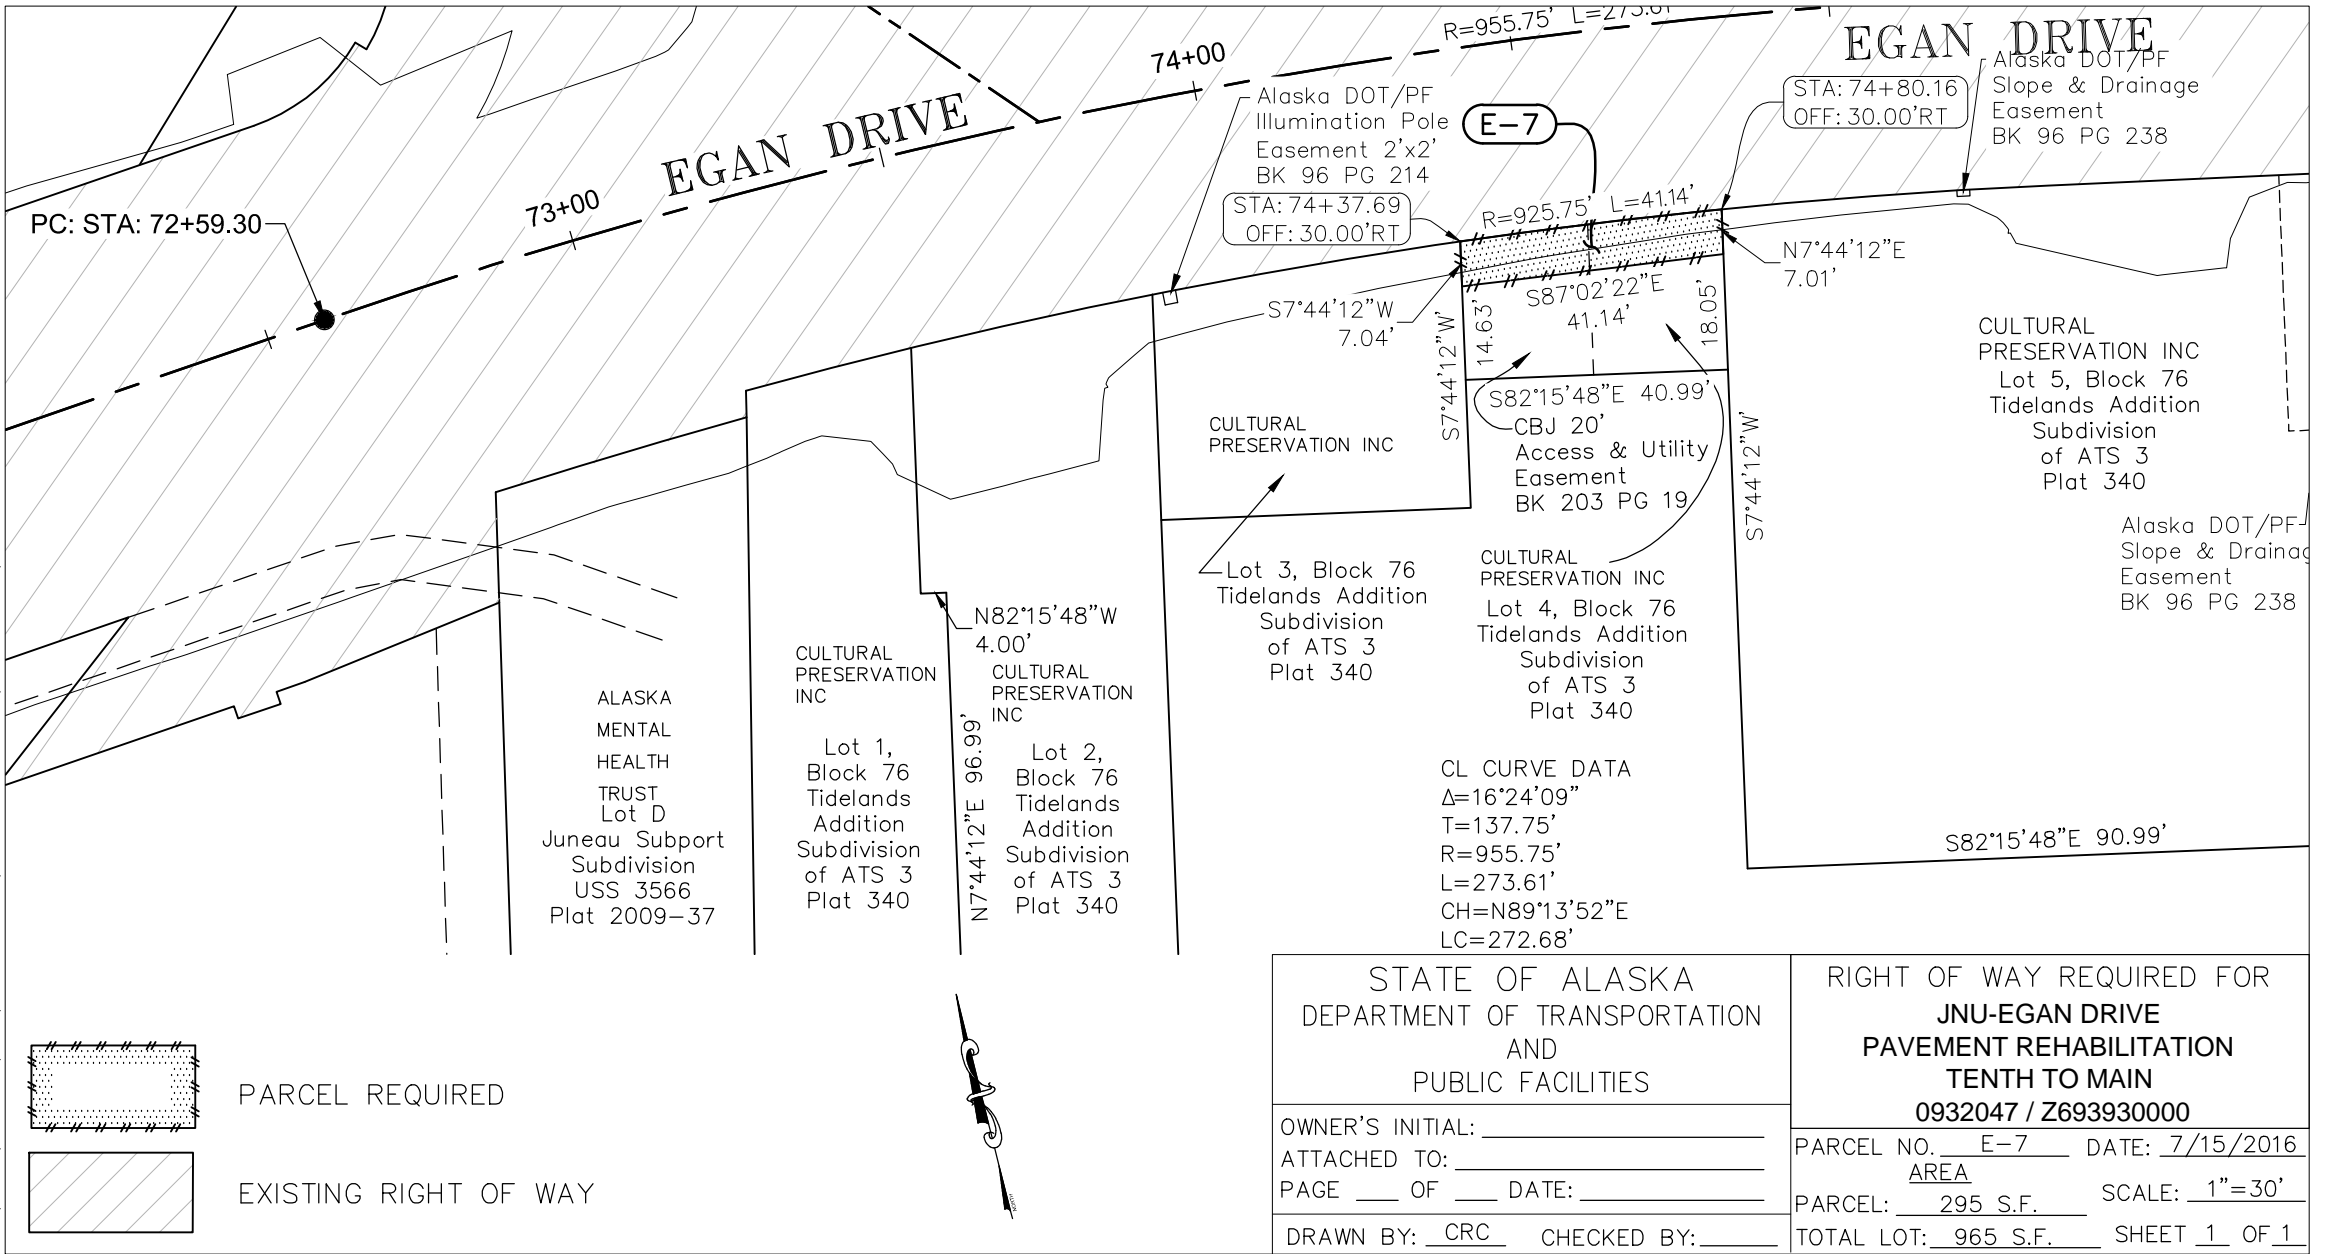 R=955.75' L=273.61'
EGAN DRIVE
74+00
Alaska DOT/PF
Slope & Drainage
Easement
BK 96 PG 238
STA: 74+80.16
OFF: 30.00'RT
Alaska DOT/PF
Illumination Pole
Easement 2'x2'
BK 96 PG 214
E-7
EGAN DRIVE
73+00
PC: STA: 72+59.30
STA: 74+37.69
OFF: 30.00'RT
R=925.75' L=41.14'
N7°44'12"E
7.01'
S7°44'12"W
7.04'
S87°02'22"E
41.14'
14.63'
18.05'
S7°44'12"W
S82°15'48"E 40.99'
CBJ 20'
Access & Utility
Easement
BK 203 PG 19
S7°44'12"W
CULTURAL
PRESERVATION INC
Lot 5, Block 76
Tidelands Addition
Subdivision
of ATS 3
Plat 340
CULTURAL
PRESERVATION INC
Lot 3, Block 76
Tidelands Addition
Subdivision
of ATS 3
Plat 340
CULTURAL
PRESERVATION INC
Lot 4, Block 76
Tidelands Addition
Subdivision
of ATS 3
Plat 340
Alaska DOT/PF
Slope & Drainag
Easement
BK 96 PG 238
N82°15'48"W
4.00'
ALASKA
MENTAL
HEALTH
TRUST
Lot D
Juneau Subport
Subdivision
USS 3566
Plat 2009-37
CULTURAL
PRESERVATION
INC
Lot 1,
Block 76
Tidelands
Addition
Subdivision
of ATS 3
Plat 340
N7°44'12"E 96.99'
CULTURAL
PRESERVATION
INC
Lot 2,
Block 76
Tidelands
Addition
Subdivision
of ATS 3
Plat 340
CL CURVE DATA
Δ=16°24'09"
T=137.75'
R=955.75'
L=273.61'
CH=N89°13'52"E
LC=272.68'
S82°15'48"E 90.99'
PARCEL REQUIRED
EXISTING RIGHT OF WAY
STATE OF ALASKA
DEPARTMENT OF TRANSPORTATION
AND
PUBLIC FACILITIES
OWNER'S INITIAL:
ATTACHED TO:
PAGE OF DATE:
DRAWN BY: CRC CHECKED BY:
RIGHT OF WAY REQUIRED FOR
JNU-EGAN DRIVE
PAVEMENT REHABILITATION
TENTH TO MAIN
0932047 / Z693930000
PARCEL NO. E-7 DATE: 7/15/2016
AREA
PARCEL: 295 S.F. SCALE: 1"=30'
TOTAL LOT: 965 S.F. SHEET 1 OF 1